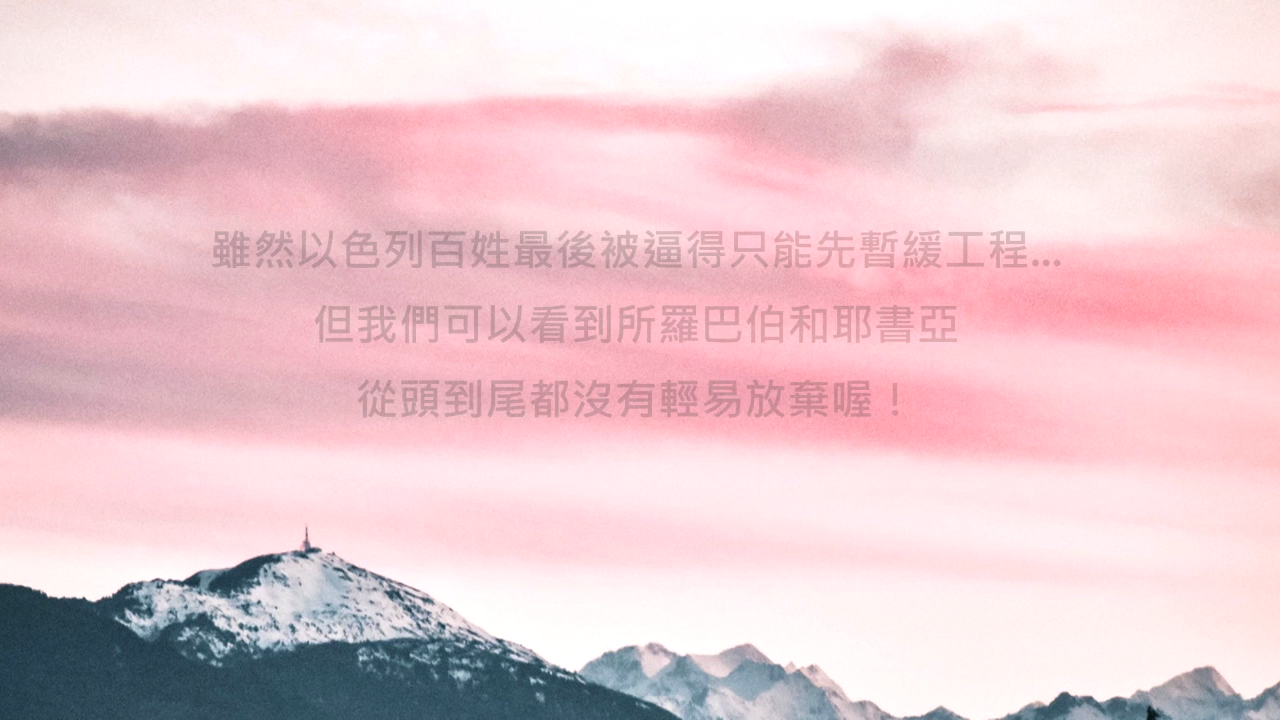 雖然以色列百姓最後被逼得只能先暫緩工程...
但我們可以看到所羅巴伯和耶書亞
從頭到尾都沒有輕易放棄喔！